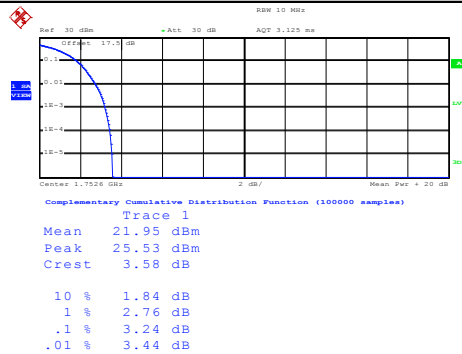 RBW 10 MHz
Ref 30 dBm Att 30 dB AQT 3.125 ms
Offset 17.5 dB
0.1
A
0.01
1 SA
VIEW
1E-3
LV
1E-4
1E-5
3D
Center 1.7526 GHz 2 dB/ Mean Pwr + 20 dB
Complementary Cumulative Distribution Function (100000 samples)
Trace 1
Mean 21.95 dBm
Peak 25.53 dBm
Crest 3.58 dB
10 % 1.84 dB
1 % 2.76 dB
.1 % 3.24 dB
.01 % 3.44 dB